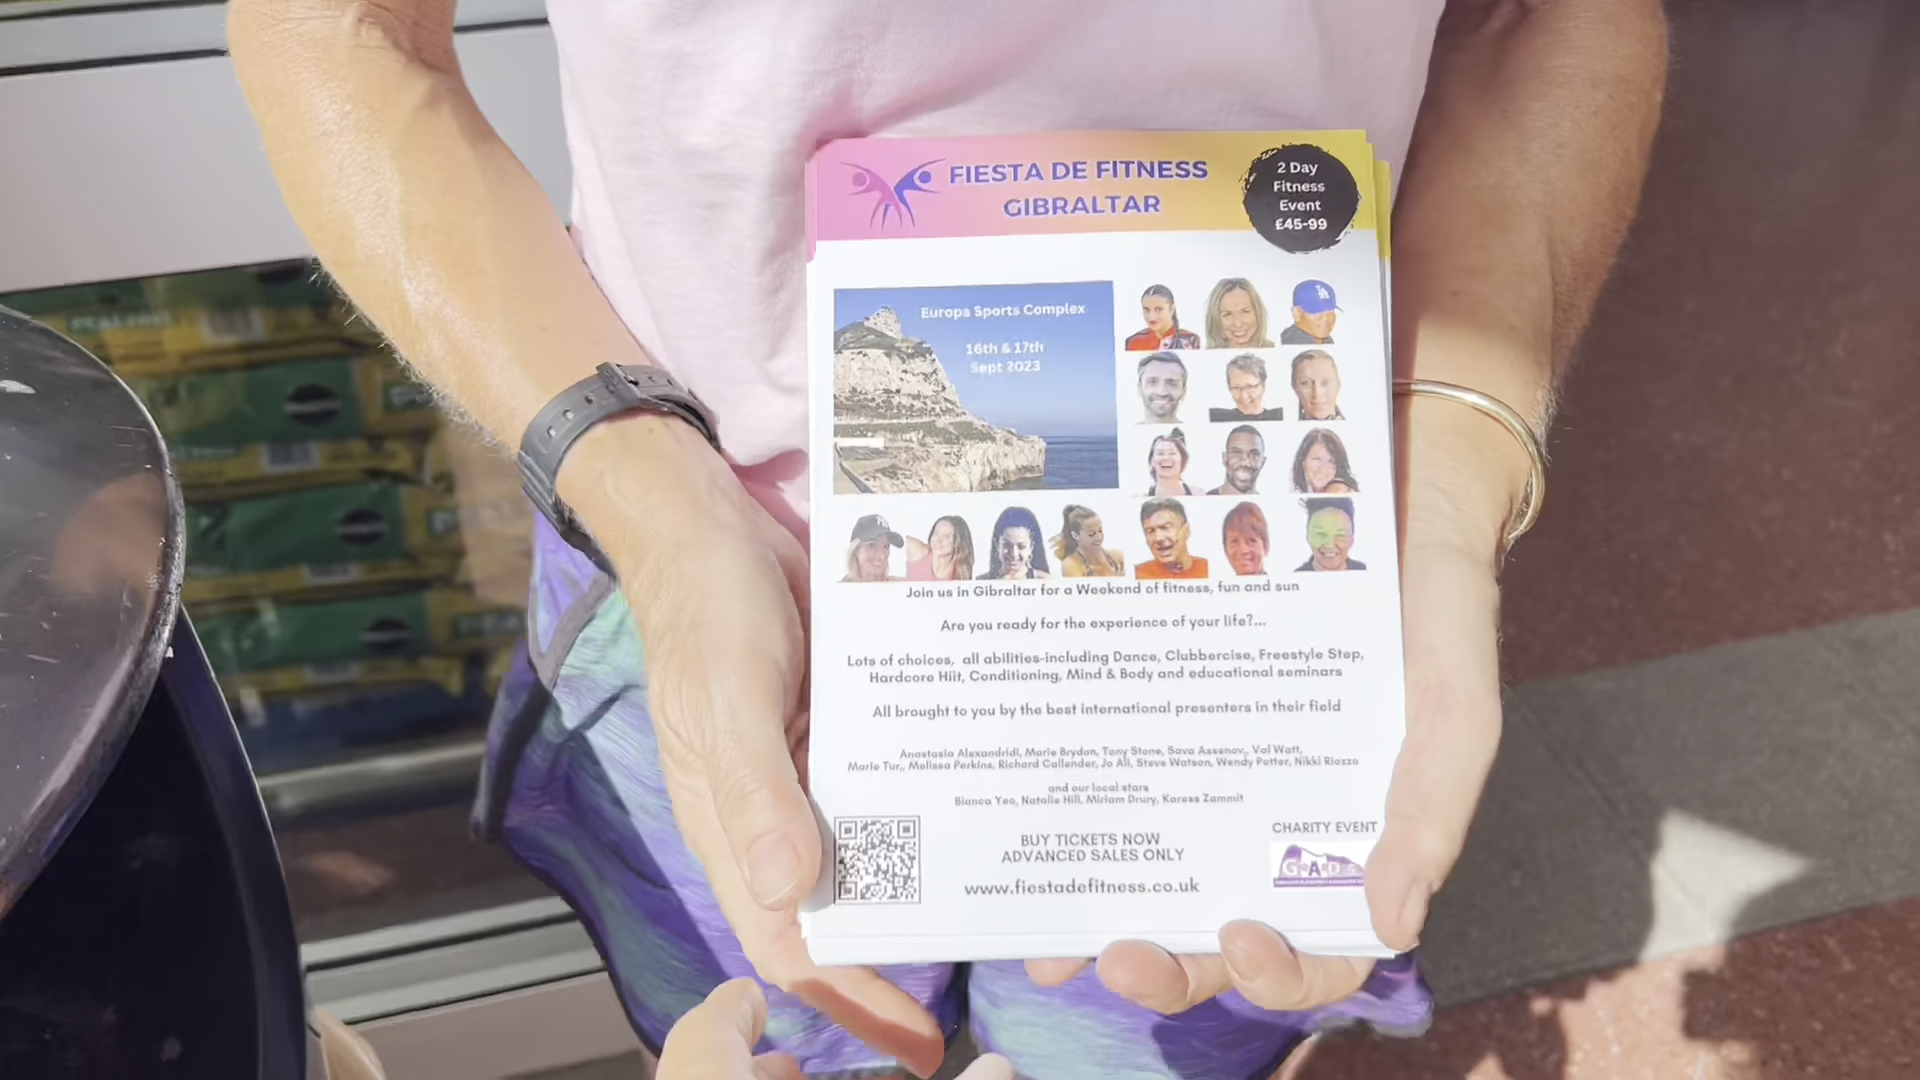 FIESTA DE FITNESS
GIBRALTAR
2 Day
Fitness
Event
£45-99
Europa Sports Complex
16th & 17th
Sept 2023
Join us in Gibraltar for a Weekend of fitness, fun and sun
Are you ready for the experience of your life?...
Lots of choices, all abilities-including Dance, Clubbercise, Freestyle Step,
Hardcore Hiit, Conditioning, Mind & Body and educational seminars
All brought to you by the best international presenters in their field
Anastasia Alexandridi, Marie Brydon, Tony Stone, Sava Assenov,, Val Watt,
Marie Tur,, Melissa Perkins, Richard Callender, Jo Ali, Steve Watson, Wendy Potter, Nikki Riozzo
and our local stars
Bianca Yeo, Natalie Hill, Miriam Drury, Karess Zammit
BUY TICKETS NOW
ADVANCED SALES ONLY
www.fiestadefitness.co.uk
CHARITY EVENT
G.A.D.S